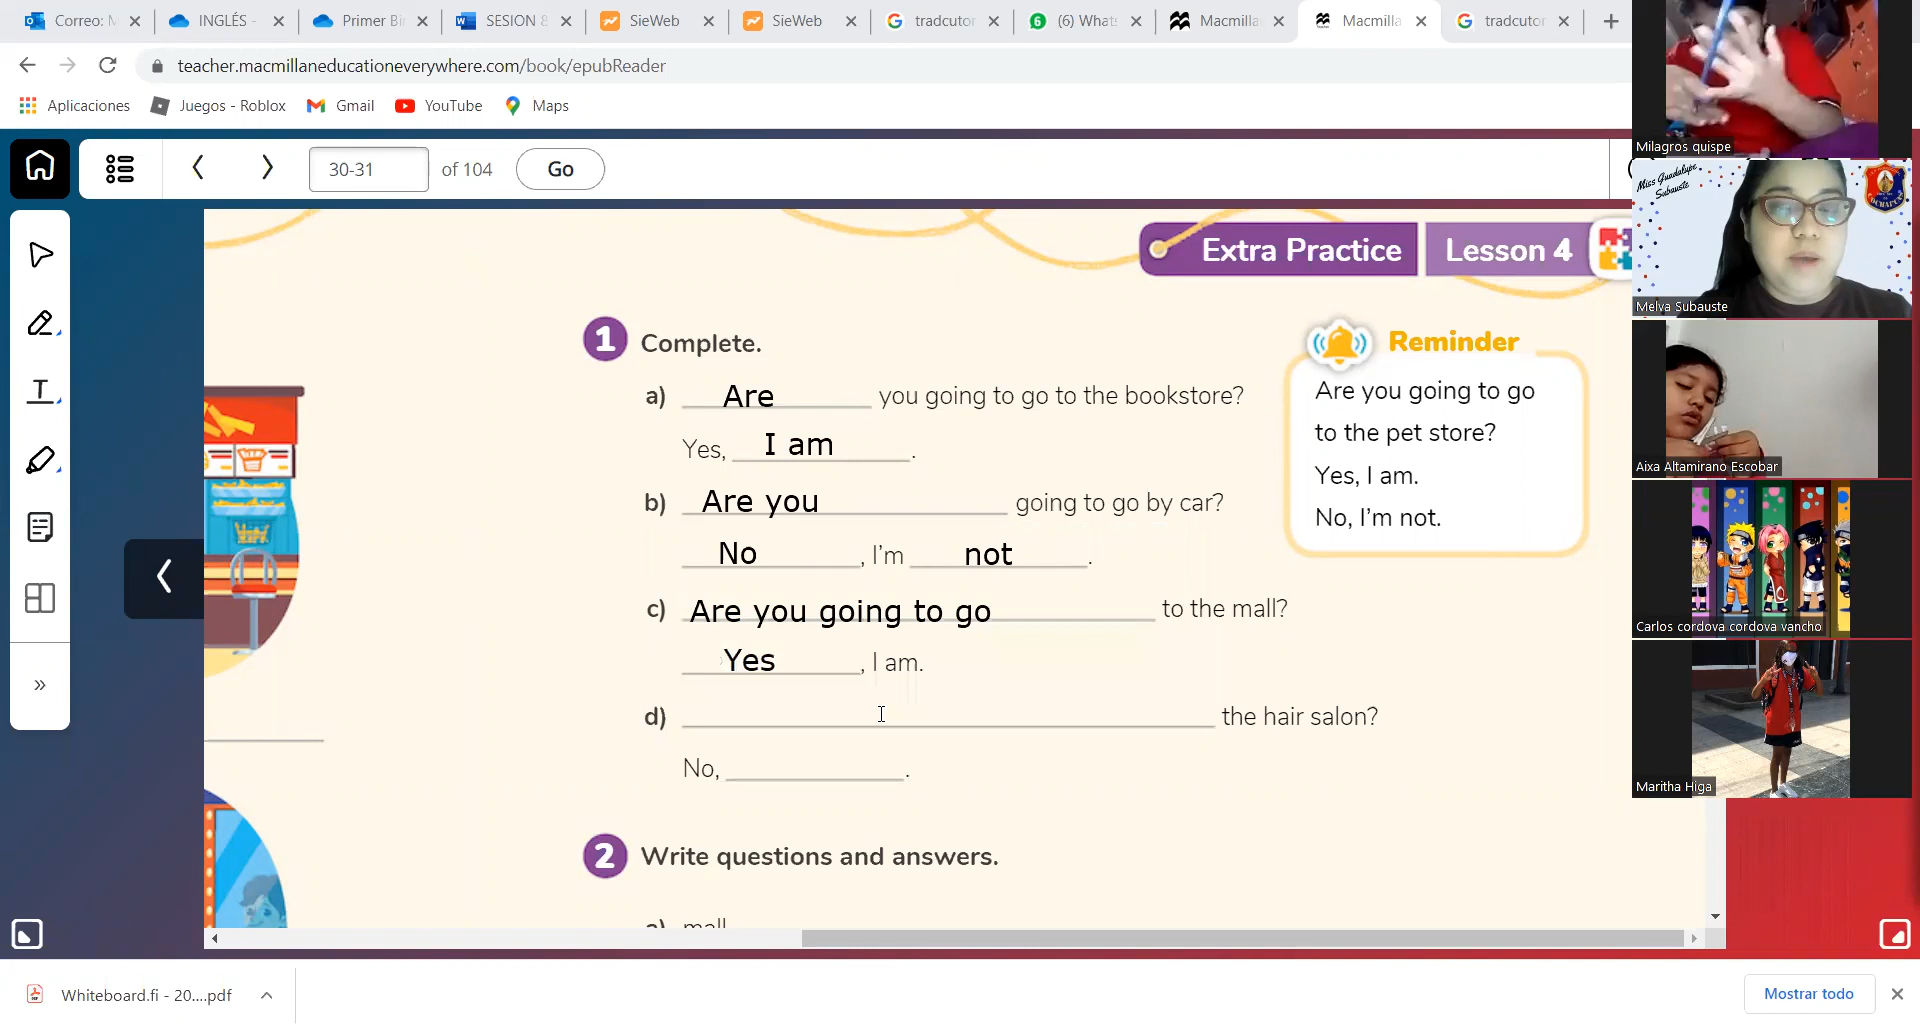 Correo: M
INGLÉS -
Primer Bi
SESION 8
SieWeb
SieWeb
tradcutor
(6) Whats
Macmilla
Macmilla
tradcutor
teacher.macmillaneducationeverywhere.com/book/epubReader
Aplicaciones
Juegos - Roblox
Gmail
YouTube
Maps
30-31
of 104
Go
Extra Practice
Lesson 4
1 Complete.
a) Are you going to go to the bookstore?
Yes, I am.
b) Are you going to go by car?
No, I'm not.
c) Are you going to go to the mall?
Yes, I am.
d) ____ the hair salon?
No, ____.
Reminder
Are you going to go
to the pet store?
Yes, I am.
No, I'm not.
2 Write questions and answers.
a) mall
Milagros quispe
Miss Guadalupe
Subauste
Melva Subauste
Aixa Altamirano Escobar
Carlos cordova cordova vancho
Maritha Higa
Whiteboard.fi - 20....pdf
Mostrar todo